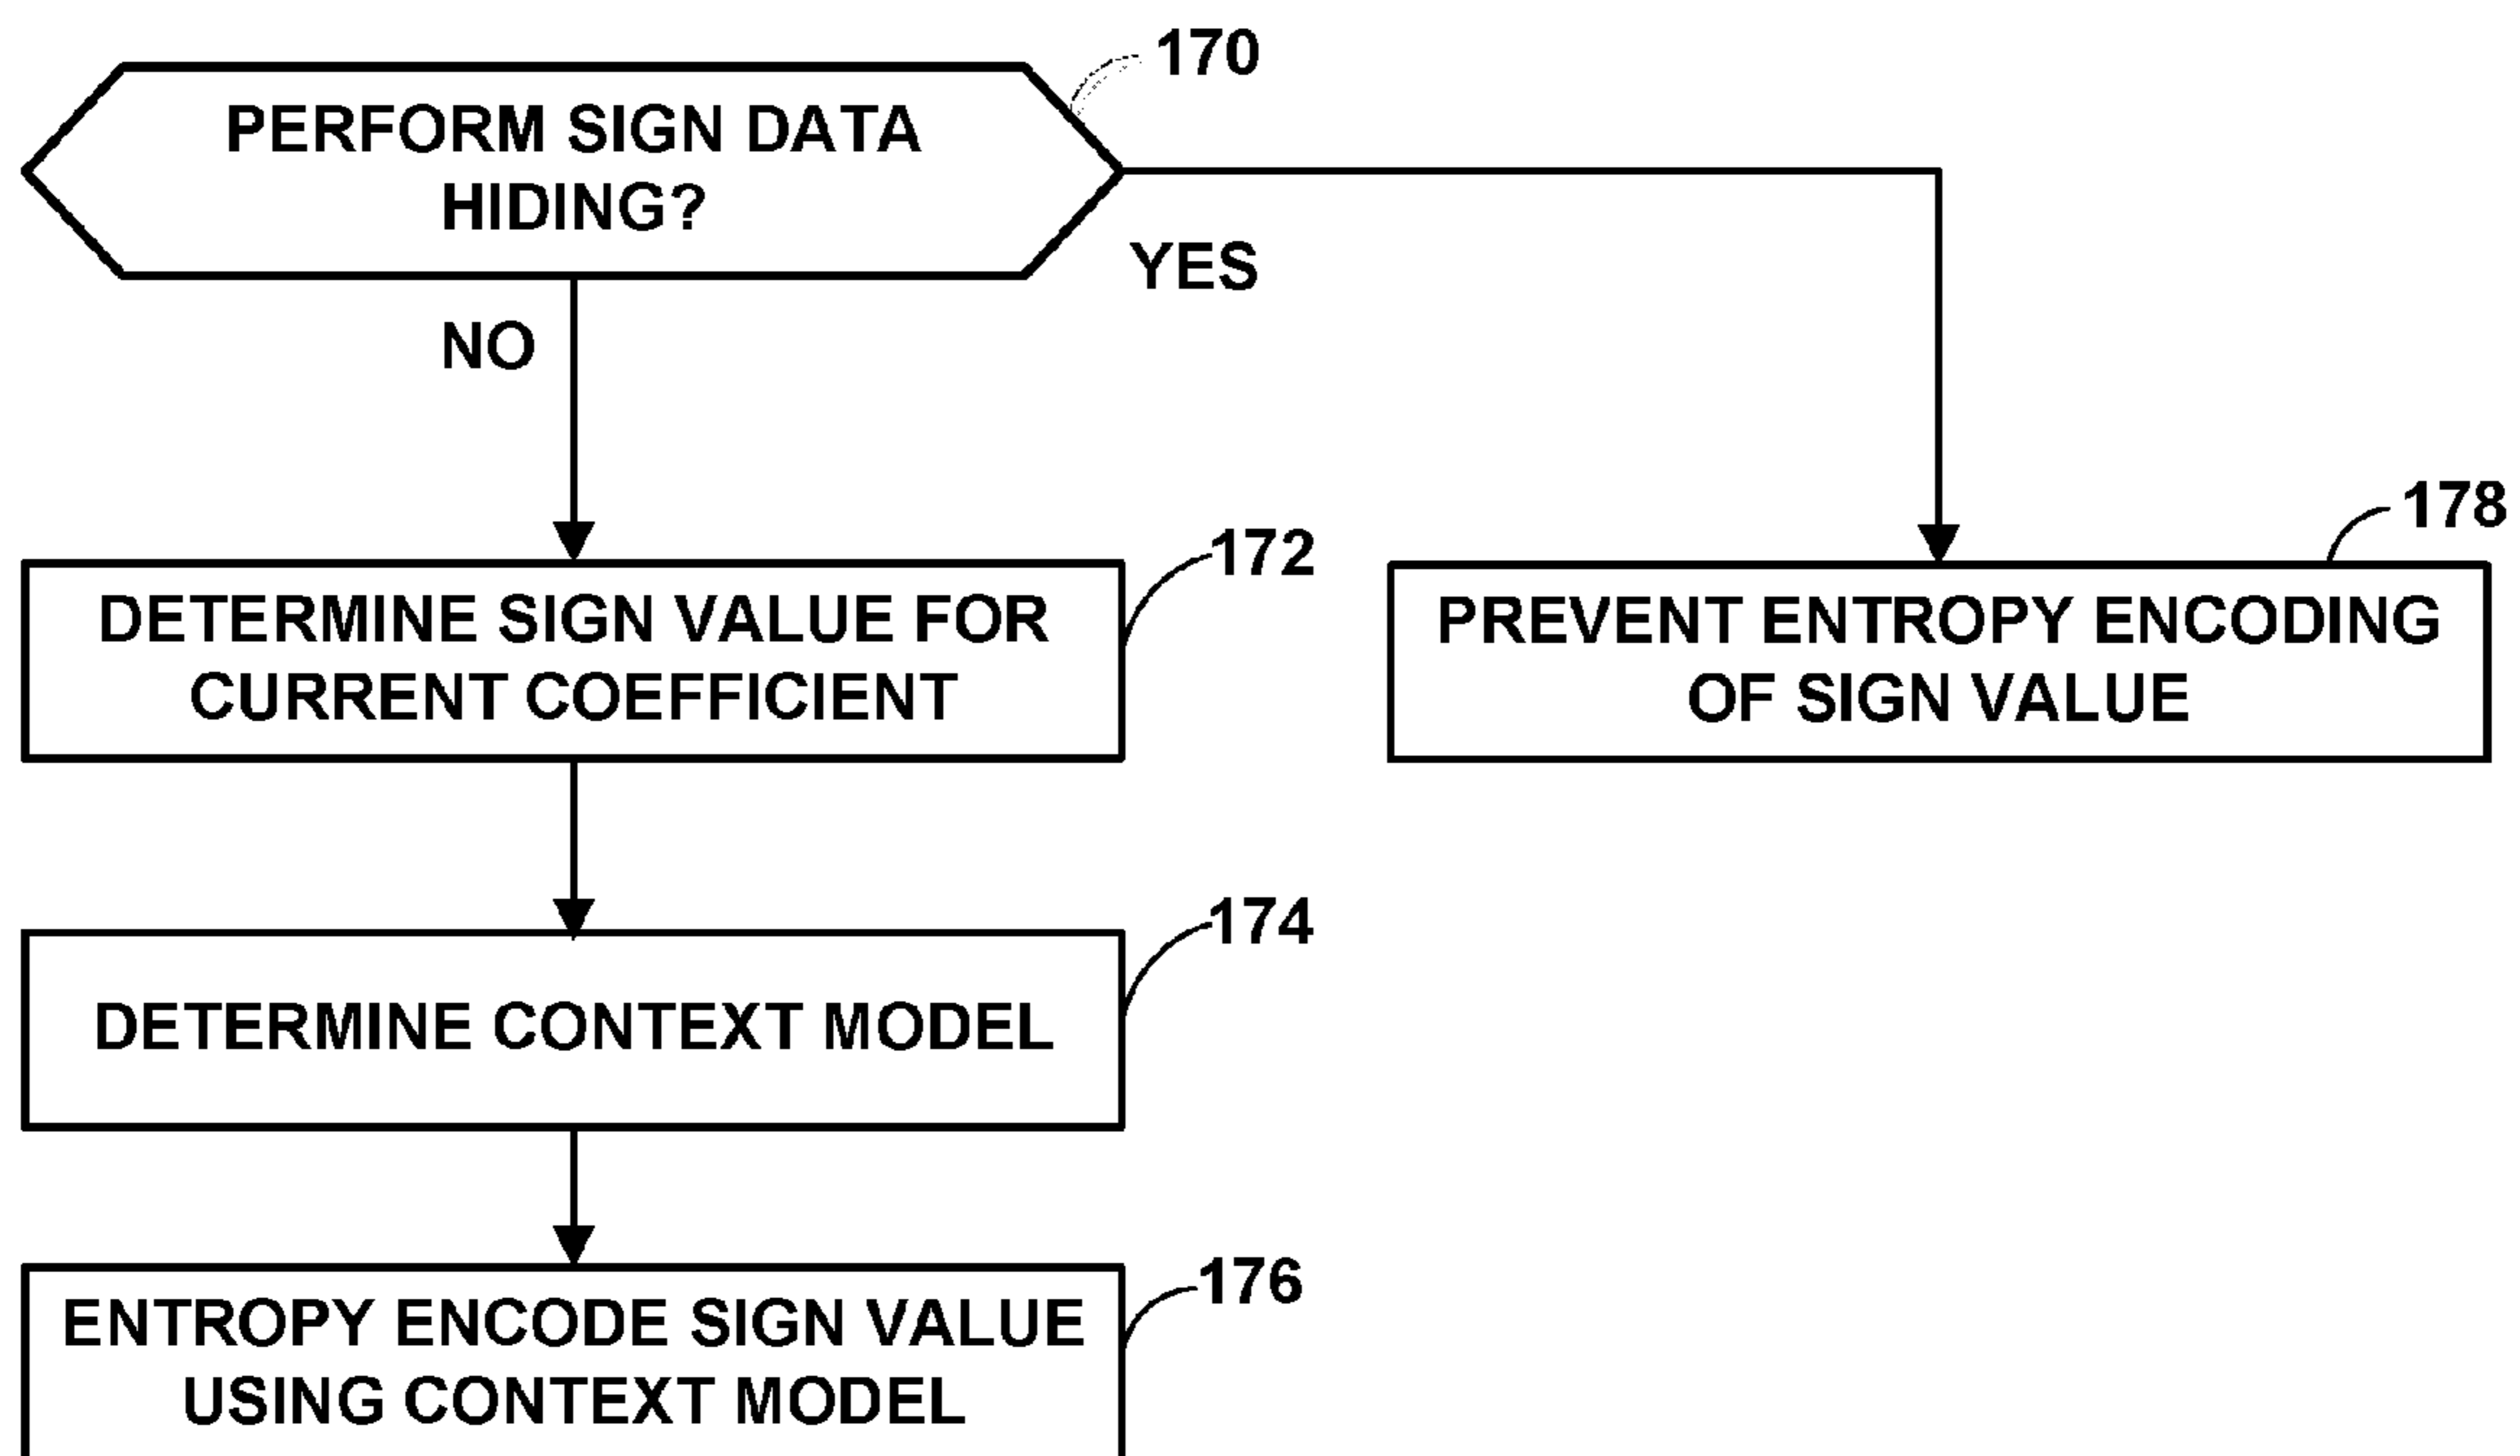 170
PERFORM SIGN DATA
HIDING?
YES
NO
172
DETERMINE SIGN VALUE FOR
CURRENT COEFFICIENT
178
PREVENT ENTROPY ENCODING
OF SIGN VALUE
174
DETERMINE CONTEXT MODEL
176
ENTROPY ENCODE SIGN VALUE
USING CONTEXT MODEL